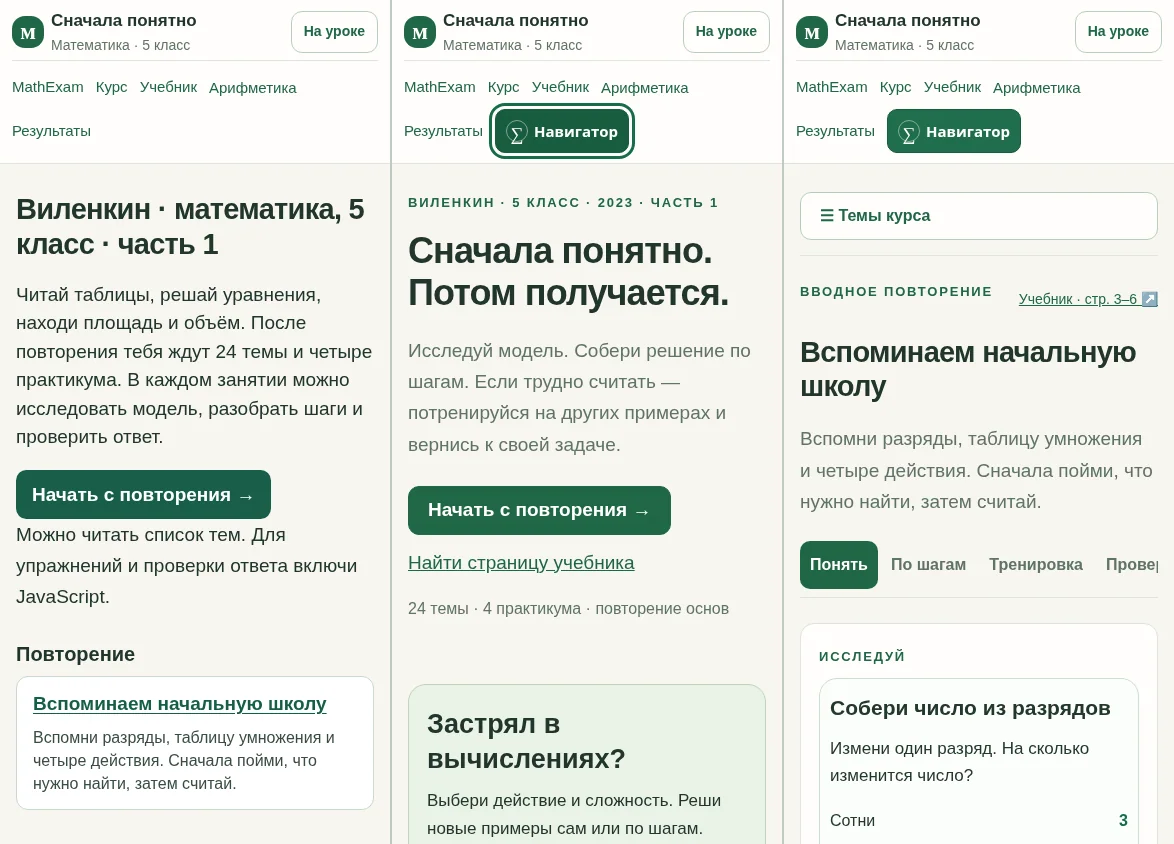 M
Сначала понятно
Математика · 5 класс
На уроке
MathExam Курс Учебник Арифметика
Результаты
Виленкин · математика, 5
класс · часть 1
Читай таблицы, решай уравнения,
находи площадь и объём. После
повторения тебя ждут 24 темы и четыре
практикума. В каждом занятии можно
исследовать модель, разобрать шаги и
проверить ответ.
Начать с повторения →
Можно читать список тем. Для
упражнений и проверки ответа включи
JavaScript.
Повторение
Вспоминаем начальную школу
Вспомни разряды, таблицу умножения и
четыре действия. Сначала пойми, что
нужно найти, затем считай.
M
Сначала понятно
Математика · 5 класс
На уроке
MathExam Курс Учебник Арифметика
Результаты ∑ Навигатор
ВИЛЕНКИН · 5 КЛАСС · 2023 · ЧАСТЬ 1
Сначала понятно.
Потом получается.
Исследуй модель. Собери решение по
шагам. Если трудно считать —
потренируйся на других примерах и
вернись к своей задаче.
Начать с повторения →
Найти страницу учебника
24 темы · 4 практикума · повторение основ
Застрял в
вычислениях?
Выбери действие и сложность. Реши
новые примеры сам или по шагам.
M
Сначала понятно
Математика · 5 класс
На уроке
MathExam Курс Учебник Арифметика
Результаты ∑ Навигатор
☰ Темы курса
ВВОДНОЕ ПОВТОРЕНИЕ
Учебник · стр. 3–6 ↗
Вспоминаем начальную
школу
Вспомни разряды, таблицу умножения
и четыре действия. Сначала пойми, что
нужно найти, затем считай.
Понять По шагам Тренировка
ИССЛЕДУЙ
Собери число из разрядов
Измени один разряд. На сколько
изменится число?
Сотни 3